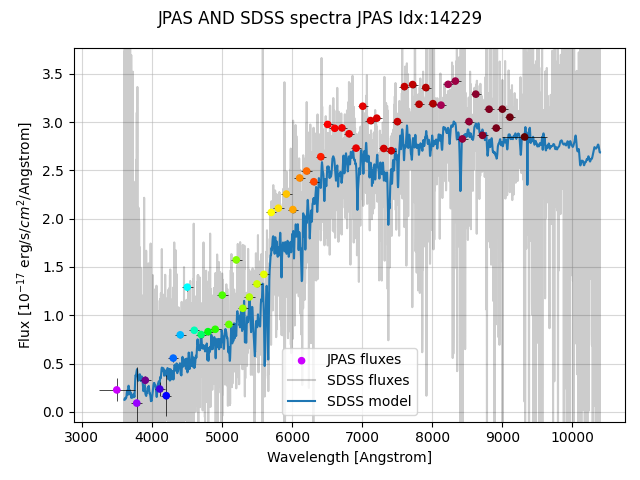 JPAS AND SDSS spectra JPAS Idx:14229
Flux [10⁻¹⁷ erg/s/cm²/Angstrom]
3.5
3.0
2.5
2.0
1.5
1.0
0.5
0.0
JPAS fluxes
SDSS fluxes
SDSS model
3000 4000 5000 6000 7000 8000 9000 10000
Wavelength [Angstrom]